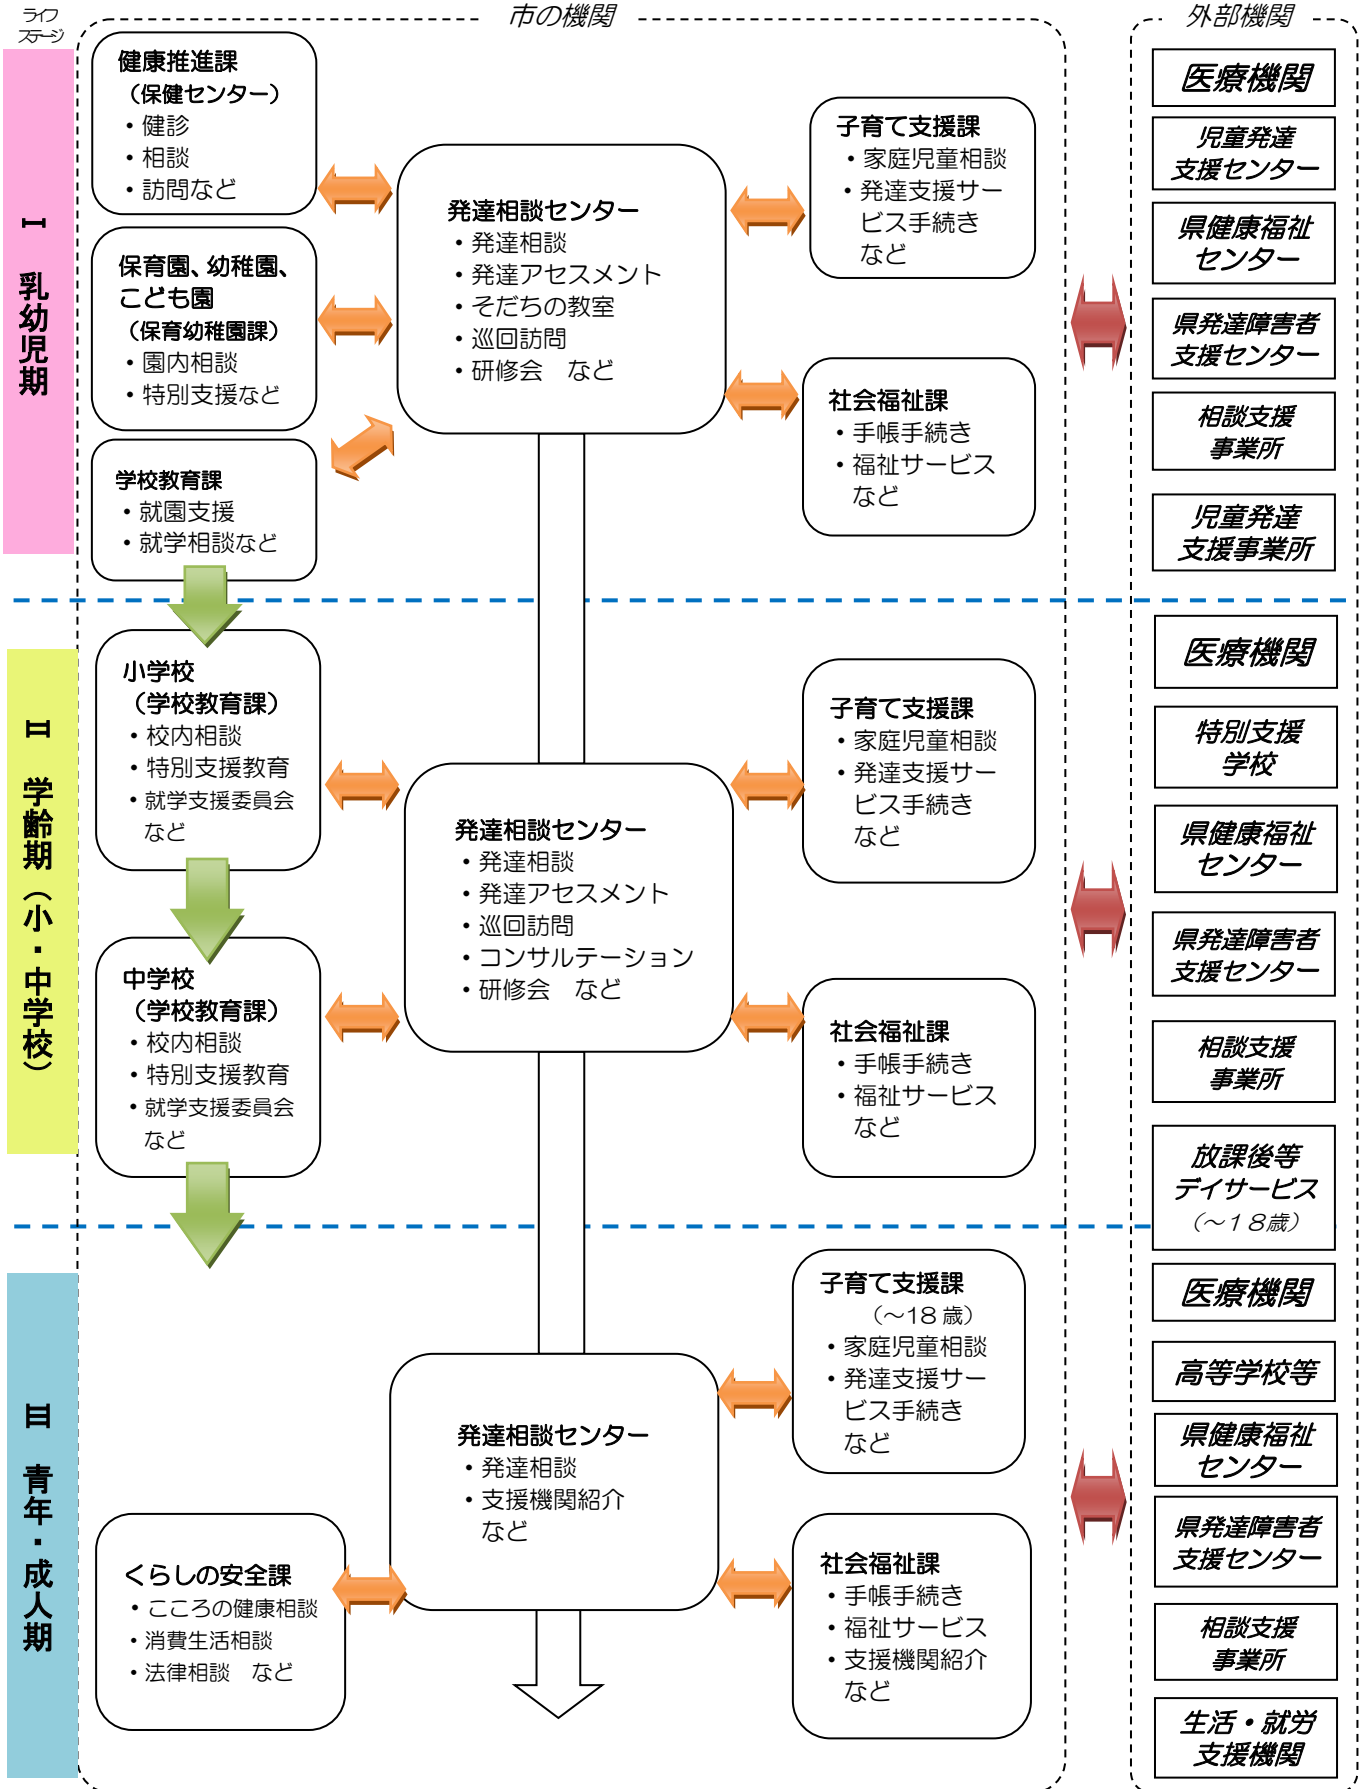 ライフ
ステージ
市の機関
外部機関
Ⅰ 乳幼児期
健康推進課
（保健センター）
・健診
・相談
・訪問など
保育園、幼稚園、
こども園
（保育幼稚園課）
・園内相談
・特別支援など
学校教育課
・就園支援
・就学相談など
発達相談センター
・発達相談
・発達アセスメント
・そだちの教室
・巡回訪問
・研修会　など
子育て支援課
・家庭児童相談
・発達支援サー
ビス手続き
など
社会福祉課
・手帳手続き
・福祉サービス
など
医療機関
児童発達
支援センター
県健康福祉
センター
県発達障害者
支援センター
相談支援
事業所
児童発達
支援事業所
Ⅱ 学齢期（小・中学校）
小学校
（学校教育課）
・校内相談
・特別支援教育
・就学支援委員会
など
中学校
（学校教育課）
・校内相談
・特別支援教育
・就学支援委員会
など
発達相談センター
・発達相談
・発達アセスメント
・巡回訪問
・コンサルテーション
・研修会　など
子育て支援課
・家庭児童相談
・発達支援サー
ビス手続き
など
社会福祉課
・手帳手続き
・福祉サービス
など
医療機関
特別支援
学校
県健康福祉
センター
県発達障害者
支援センター
相談支援
事業所
放課後等
デイサービス
（～１８歳）
Ⅲ 青年・成人期
くらしの安全課
・こころの健康相談
・消費生活相談
・法律相談　など
発達相談センター
・発達相談
・支援機関紹介
など
子育て支援課
（～18 歳）
・家庭児童相談
・発達支援サー
ビス手続き
など
社会福祉課
・手帳手続き
・福祉サービス
・支援機関紹介
など
医療機関
高等学校等
県健康福祉
センター
県発達障害者
支援センター
相談支援
事業所
生活・就労
支援機関